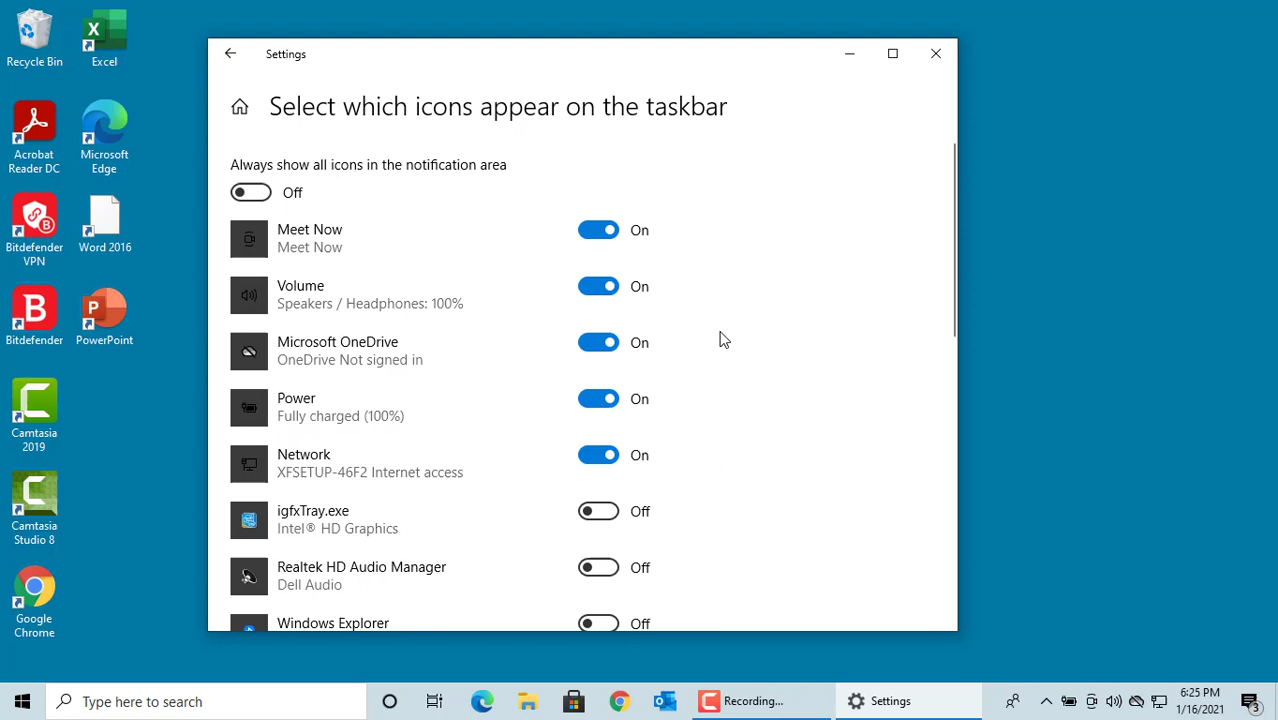 Recycle Bin
Excel
Acrobat
Reader DC
Microsoft
Edge
Bitdefender
VPN
Word 2016
Bitdefender
PowerPoint
Camtasia
2019
Camtasia
Studio 8
Google
Chrome
Settings
Select which icons appear on the taskbar
Always show all icons in the notification area
Off
Meet Now
Meet Now
On
Volume
Speakers / Headphones: 100%
On
Microsoft OneDrive
OneDrive Not signed in
On
Power
Fully charged (100%)
On
Network
XFSETUP-46F2 Internet access
On
igfxTray.exe
Intel® HD Graphics
Off
Realtek HD Audio Manager
Dell Audio
Off
Windows Explorer
Off
Type here to search
Recording...
Settings
6:25 PM
1/16/2021
3